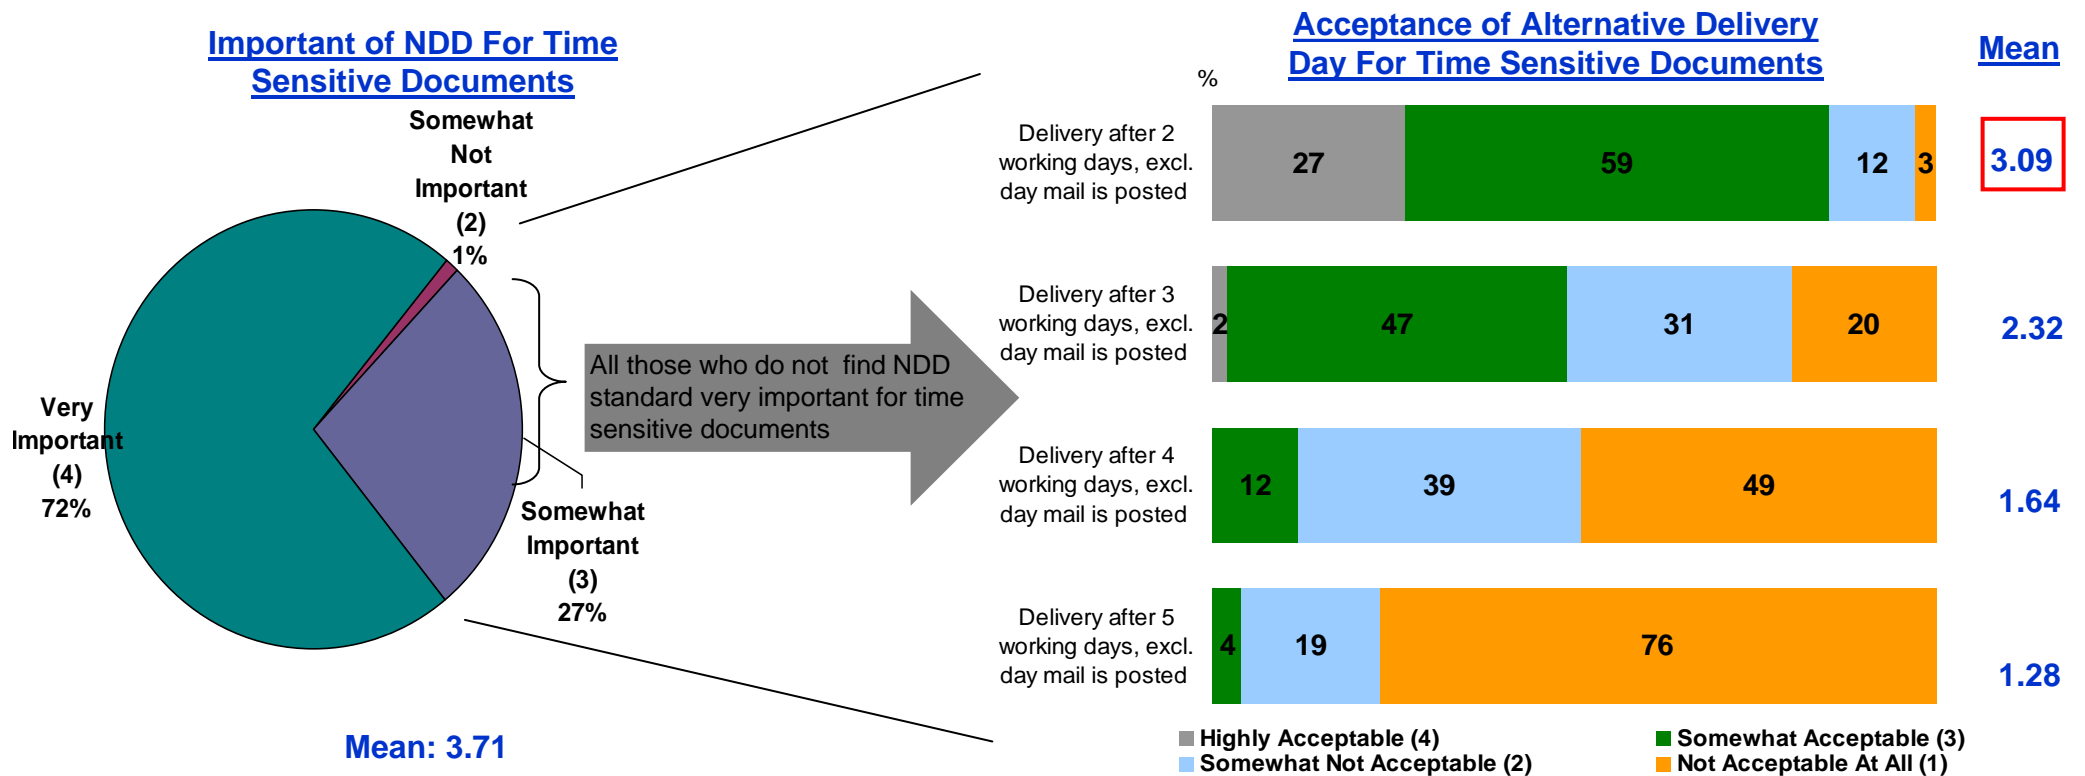 Important of NDD For Time
Sensitive Documents
Somewhat
Not
Important
(2)
1%
Very
Important
(4)
72%
Somewhat
Important
(3)
27%
Mean: 3.71
All those who do not  find NDD
standard very important for time
sensitive documents
Acceptance of Alternative Delivery
Day For Time Sensitive Documents
Mean
%
Delivery after 2
working days, excl.
day mail is posted
27 59 12 3
3.09
Delivery after 3
working days, excl.
day mail is posted
2 47 31 20
2.32
Delivery after 4
working days, excl.
day mail is posted
12 39 49
1.64
Delivery after 5
working days, excl.
day mail is posted
4 19 76
1.28
Highly Acceptable (4)
Somewhat Acceptable (3)
Somewhat Not Acceptable (2)
Not Acceptable At All (1)